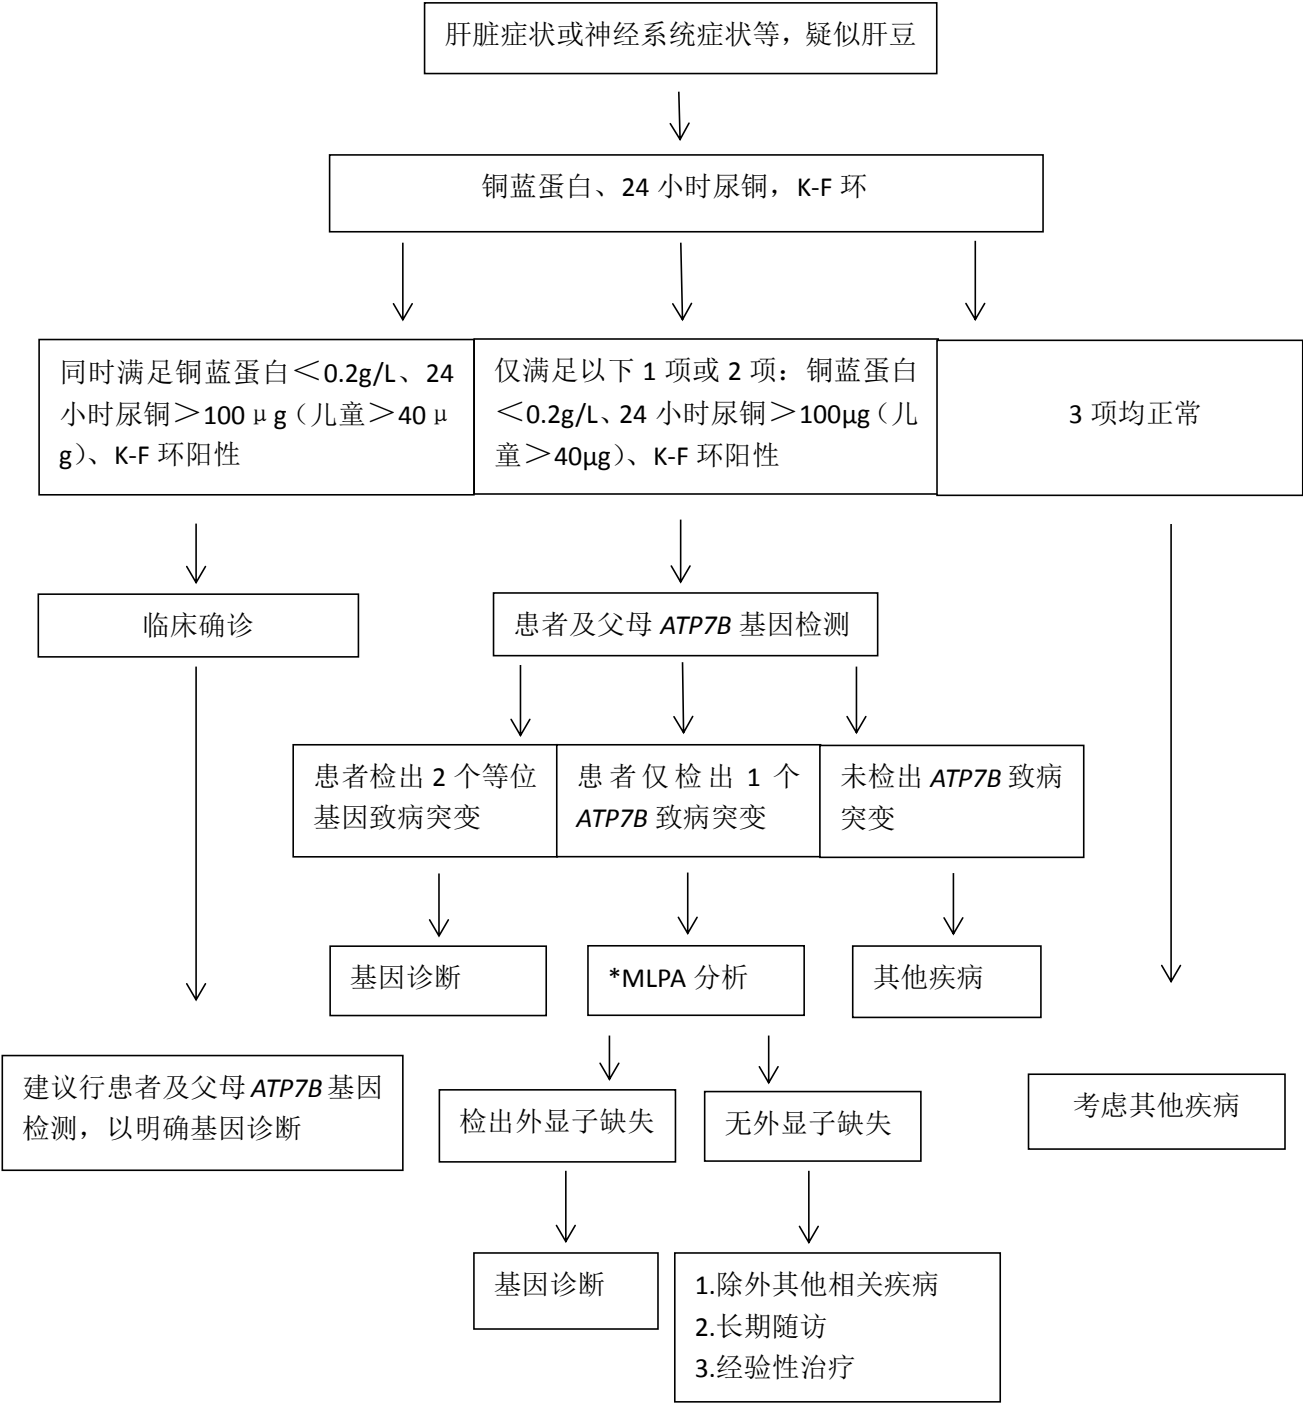 肝脏症状或神经系统症状等，疑似肝豆
铜蓝蛋白、24 小时尿铜，K-F 环
同时满足铜蓝蛋白＜0.2g/L、24
小时尿铜＞100μg（儿童＞40μ
g）、K-F 环阳性
仅满足以下 1 项或 2 项：铜蓝蛋白
＜0.2g/L、24 小时尿铜＞100μg（儿
童＞40μg）、K-F 环阳性
3 项均正常
临床确诊
患者及父母 ATP7B 基因检测
患者检出 2 个等位
基因致病突变
患者仅检出 1 个
ATP7B 致病突变
未检出 ATP7B 致病
突变
基因诊断
*MLPA 分析
其他疾病
建议行患者及父母 ATP7B 基因
检测，以明确基因诊断
检出外显子缺失
无外显子缺失
考虑其他疾病
基因诊断
1.除外其他相关疾病
2.长期随访
3.经验性治疗